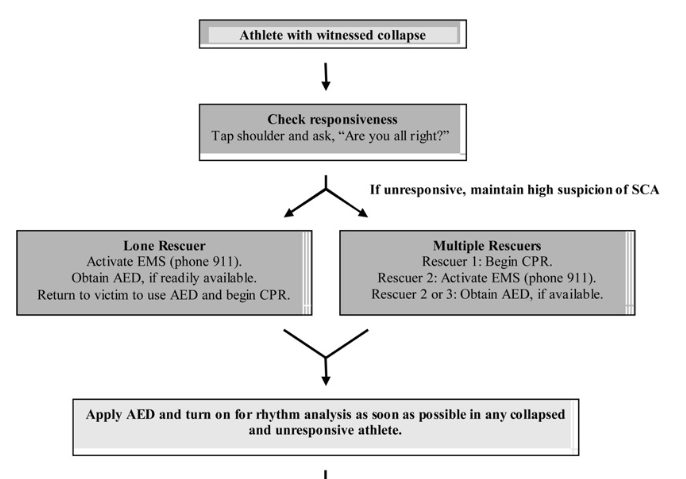 Athlete with witnessed collapse
Check responsiveness
Tap shoulder and ask, “Are you all right?”
If unresponsive, maintain high suspicion of SCA
Lone Rescuer
Activate EMS (phone 911).
Obtain AED, if readily available.
Return to victim to use AED and begin CPR.
Multiple Rescuers
Rescuer 1: Begin CPR.
Rescuer 2: Activate EMS (phone 911).
Rescuer 2 or 3: Obtain AED, if available.
Apply AED and turn on for rhythm analysis as soon as possible in any collapsed
and unresponsive athlete.